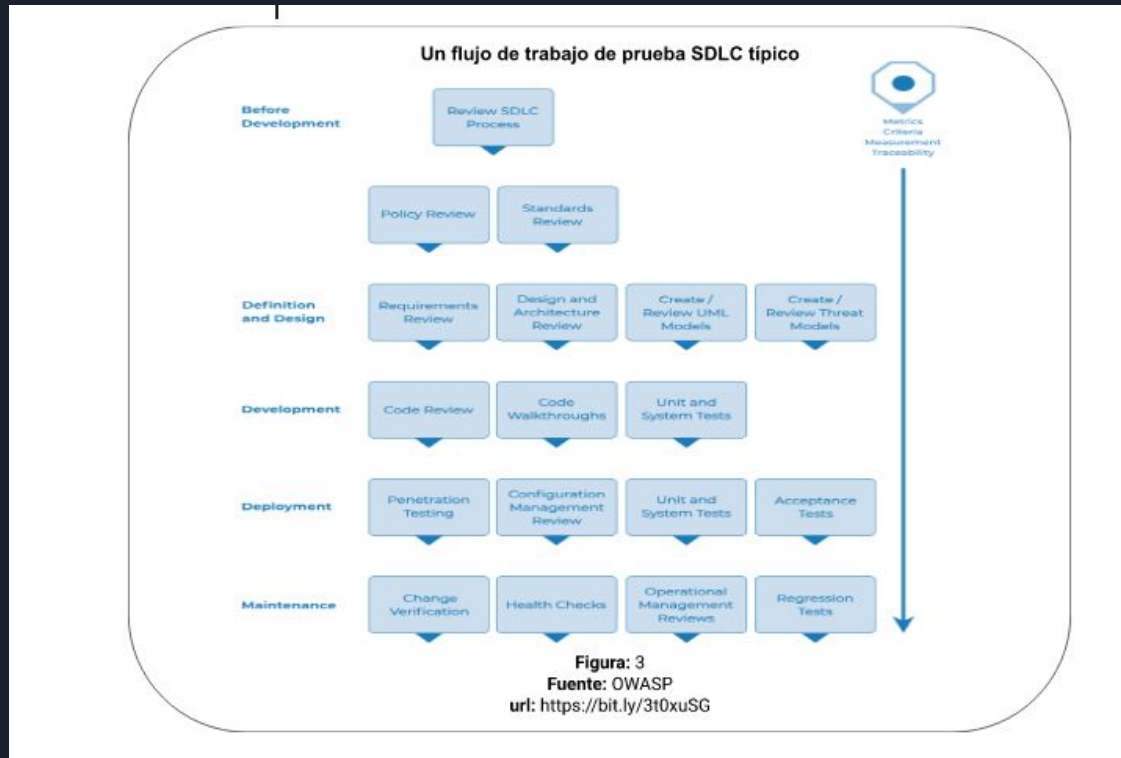 Un flujo de trabajo de prueba SDLC típico
Metrics
Criteria
Measurement
Traceability
Before
Development
Review SDLC
Process
Policy Review
Standards
Review
Definition
and Design
Requirements
Review
Design and
Architecture
Review
Create /
Review UML
Models
Create /
Review Threat
Models
Development
Code Review
Code
Walkthroughs
Unit and
System Tests
Deployment
Penetration
Testing
Configuration
Management
Review
Unit and
System Tests
Acceptance
Tests
Maintenance
Change
Verification
Health Checks
Operational
Management
Reviews
Regression
Tests
Figura: 3
Fuente: OWASP
url: https://bit.ly/3t0xuSG